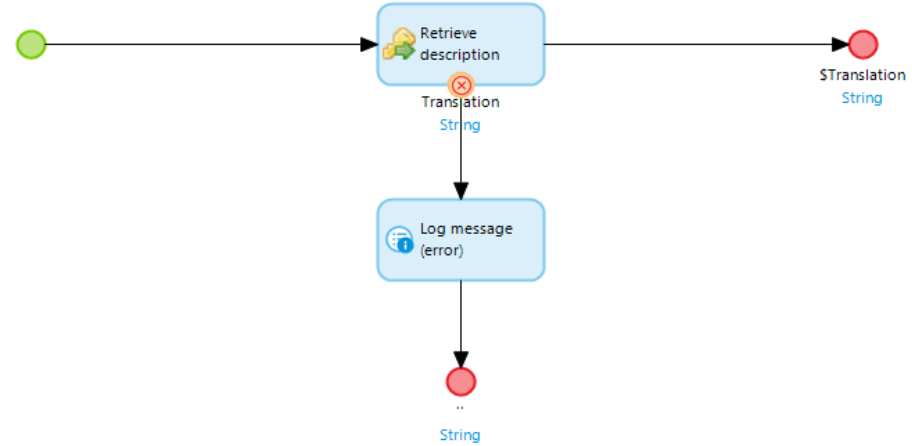 Retrieve
description
$Translation
String
Translation
String
Log message
(error)
''
String